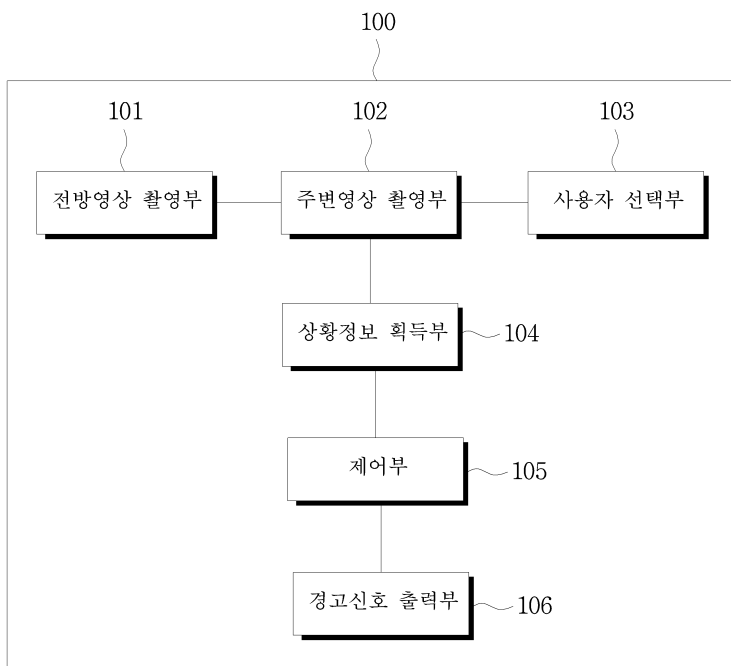 100
101
102
103
전방영상 촬영부
주변영상 촬영부
사용자 선택부
상황정보 획득부
104
제어부
105
경고신호 출력부
106